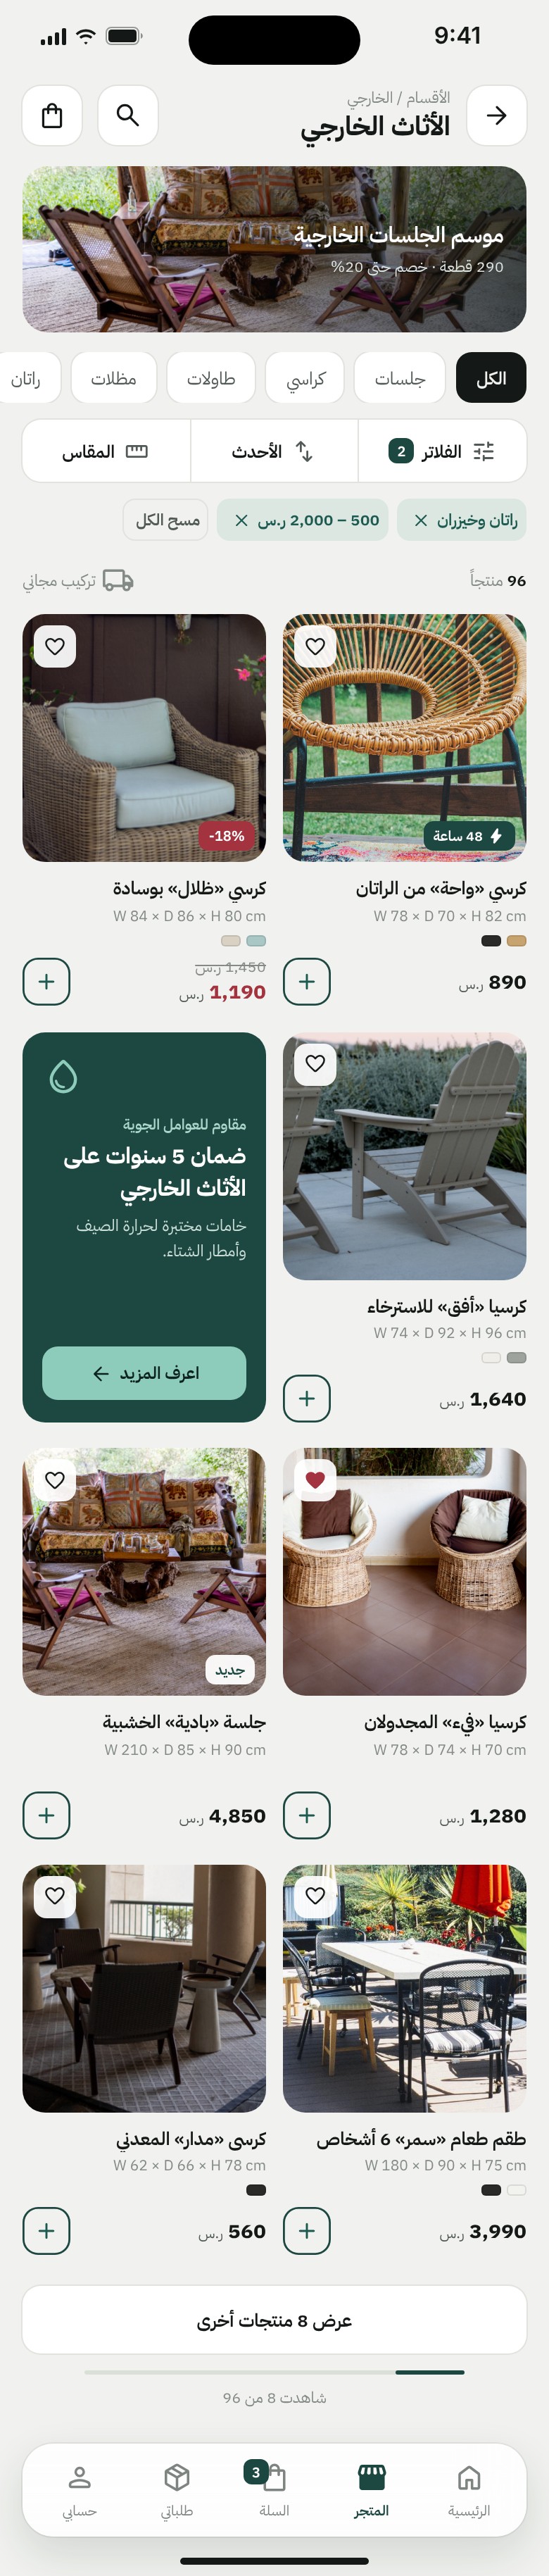 9:41
الأقسام / الخارجي
الأثاث الخارجي
موسم الجلسات الخارجية
290 قطعة · خصم حتى 20%
الكل
جلسات
كراسي
طاولات
مظلات
راتان
الفلاتر 2
الأحدث
المقاس
راتان وخيزران
500 – 2,000 ر.س
مسح الكل
96 منتجاً
تركيب مجاني
48 ساعة
كرسي «واحة» من الراتان
W 78 × D 70 × H 82 cm
890 ر.س
-18%
كرسي «ظلال» بوسادة
W 84 × D 86 × H 80 cm
1,450 ر.س
1,190 ر.س
كرسيا «أفق» للاسترخاء
W 74 × D 92 × H 96 cm
1,640 ر.س
مقاوم للعوامل الجوية
ضمان 5 سنوات على
الأثاث الخارجي
خامات مختبرة لحرارة الصيف
وأمطار الشتاء.
اعرف المزيد
كرسيا «فيء» المجدولان
W 78 × D 74 × H 70 cm
1,280 ر.س
جديد
جلسة «بادية» الخشبية
W 210 × D 85 × H 90 cm
4,850 ر.س
طقم طعام «سمر» 6 أشخاص
W 180 × D 90 × H 75 cm
3,990 ر.س
كرسي «مدار» المعدني
W 62 × D 66 × H 78 cm
560 ر.س
عرض 8 منتجات أخرى
شاهدت 8 من 96
الرئيسية
المتجر
3
السلة
طلباتي
حسابي